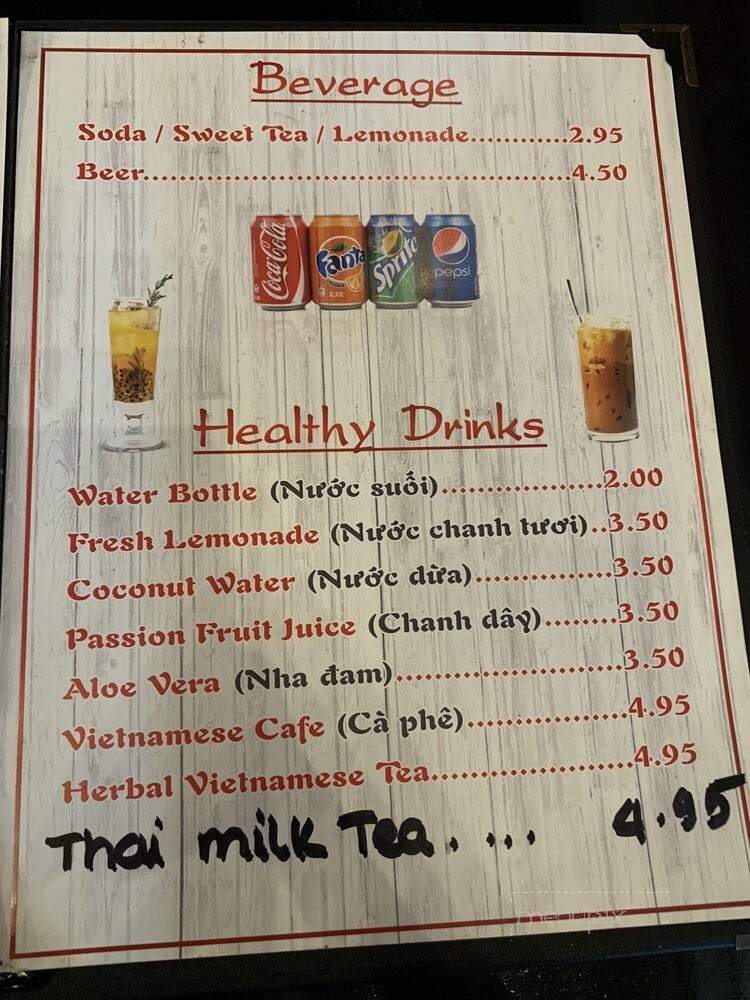 Beverage
Soda / Sweet Tea / Lemonade............2.95
Beer.............................................4.50
Coca-Cola
Fanta
Sprite
pepsi
Healthy Drinks
Water Bottle (Nước suối).................2.00
Fresh Lemonade (Nước chanh tươi)..3.50
Coconut Water (Nước dừa)..............3.50
Passion Fruit Juice (Chanh dây)........3.50
Aloe Vera (Nha đam).......................3.50
Vietnamese Cafe (Cà phê)................4.95
Herbal Vietnamese Tea....................4.95
Thai milk Tea.... 4.95
menupix